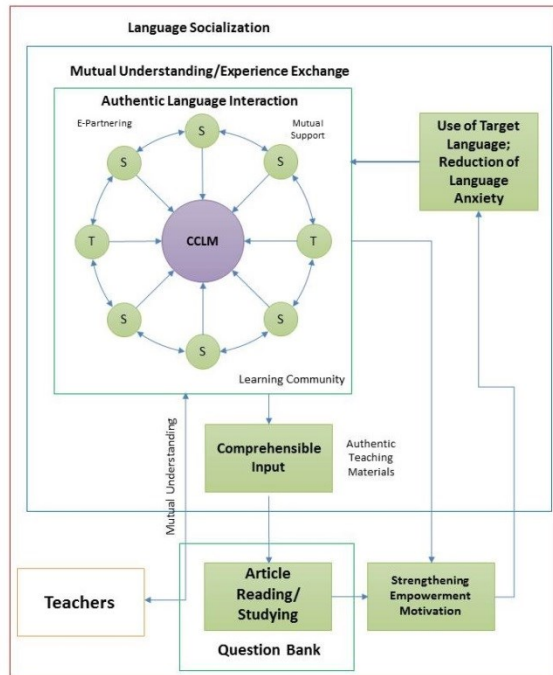 Language Socialization
Mutual Understanding/Experience Exchange
Authentic Language Interaction
E-Partnering
Mutual
Support
S
S
S
T
CCLM
T
S
S
S
Learning Community
Use of Target
Language;
Reduction of
Language
Anxiety
Mutual Understanding
Comprehensible
Input
Authentic
Teaching
Materials
Teachers
Article
Reading/
Studying
Question Bank
Strengthening
Empowerment
Motivation